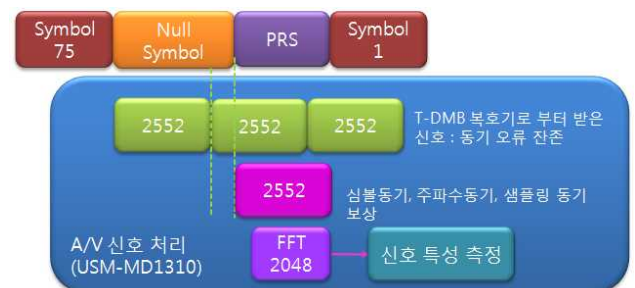 Symbol
75
Null
Symbol
PRS
Symbol
1
2552
2552
2552
T-DMB 복호기로 부터 받은
신호 : 동기 오류 잔존
2552
심볼동기, 주파수동기, 샘플링 동기
보상
A/V 신호 처리
(USM-MD1310)
FFT
2048
신호 특성 측정